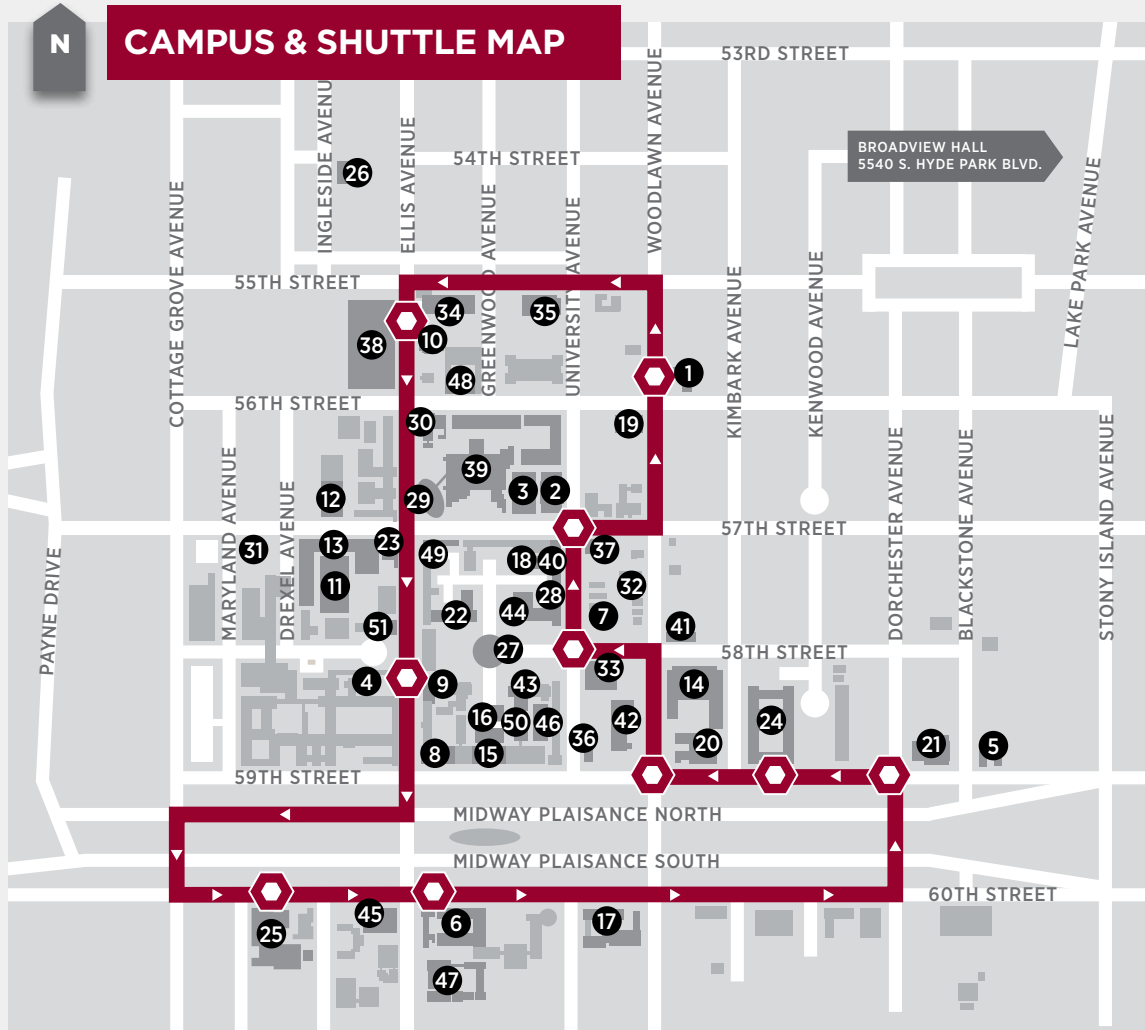 N
CAMPUS & SHUTTLE MAP
53RD STREET
54TH STREET
BROADVIEW HALL
5540 S. HYDE PARK BLVD.
26
INGLESIDE AVENUE
ELLIS AVENUE
WOODLAWN AVENUE
COTTAGE GROVE AVENUE
GREENWOOD AVENUE
UNIVERSITY AVENUE
LAKE PARK AVENUE
KIMBARK AVENUE
KENWOOD AVENUE
55TH STREET
34
35
10
38
48
1
56TH STREET
30
19
39
12
29
3
2
MARYLAND AVENUE
DREXEL AVENUE
DORCHESTER AVENUE
BLACKSTONE AVENUE
STONY ISLAND AVENUE
PAYNE DRIVE
57TH STREET
31
13
23
49
18
40
37
11
28
32
22
44
7
51
41
27
58TH STREET
33
4
9
43
14
16
50
46
42
24
36
20
21
5
8
15
59TH STREET
MIDWAY PLAISANCE NORTH
MIDWAY PLAISANCE SOUTH
60TH STREET
45
25
6
17
47